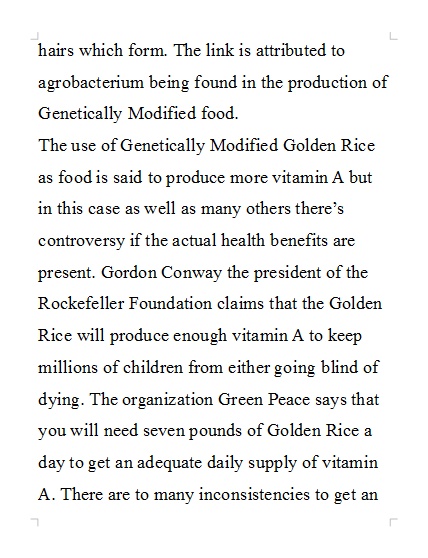 hairs which form. The link is attributed to
agrobacterium being found in the production of
Genetically Modified food.
The use of Genetically Modified Golden Rice
as food is said to produce more vitamin A but
in this case as well as many others there’s
controversy if the actual health benefits are
present. Gordon Conway the president of the
Rockefeller Foundation claims that the Golden
Rice will produce enough vitamin A to keep
millions of children from either going blind of
dying. The organization Green Peace says that
you will need seven pounds of Golden Rice a
day to get an adequate daily supply of vitamin
A. There are to many inconsistencies to get an